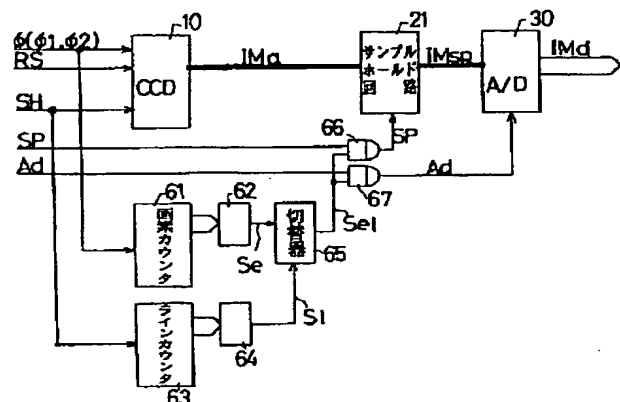 10
21
30
ϕ(ϕ1,ϕ2)
RS
SH
CCD
IMa
サンプル
ホールド
回路
IMsp
A/D
IMd
SP
Ad
66
SP
67
Ad
61
画素カウンタ
62
Se
切替器
65
Sel
ラインカウンタ
63
64
Sl